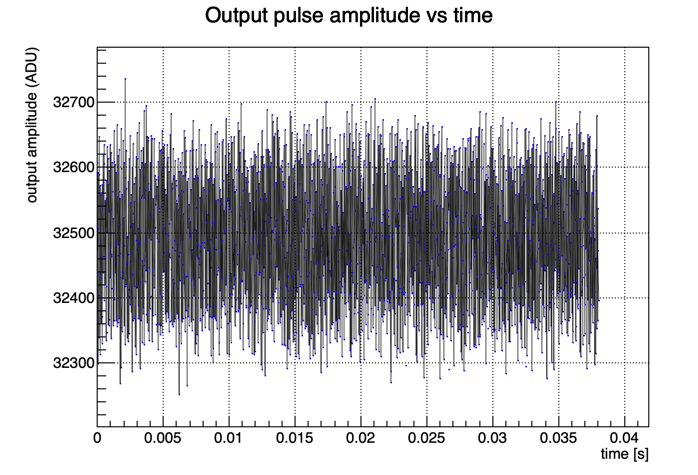 Output pulse amplitude vs time
output amplitude (ADU)
32700
32600
32500
32400
32300
0 0.005 0.01 0.015 0.02 0.025 0.03 0.035 0.04
time [s]